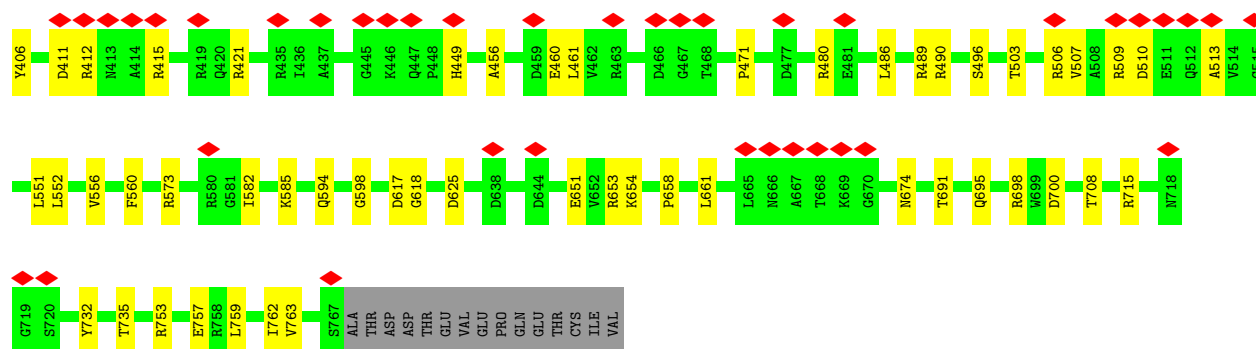 Y406 D411 R412 N413 A414 R415 R419 Q420 R421 R435 I436 A437 G445 K446 Q447 P448 H449 A456 D459 E460 L461 V462 R463 D466 G467 T468 P471 D477 R480 E481 L486 R489 R490 S496 T503 R506 V507 A508 R509 D510 E511 Q512 A513 V514
L551 L552 V556 F560 R573 R580 G581 I582 K585 Q594 G598 D617 G618 D625 D638 D644 E651 V652 R653 K654 P658 L661 L665 N666 A667 T668 K669 G670 N674 T691 Q695 R698 W699 D700 T708 R715 N718
G719 S720 Y732 T735 R753 E757 R758 L759 I762 V763 S767 ALA THR ASP ASP THR GLU VAL GLU PRO GLN GLU THR CYS ILE VAL